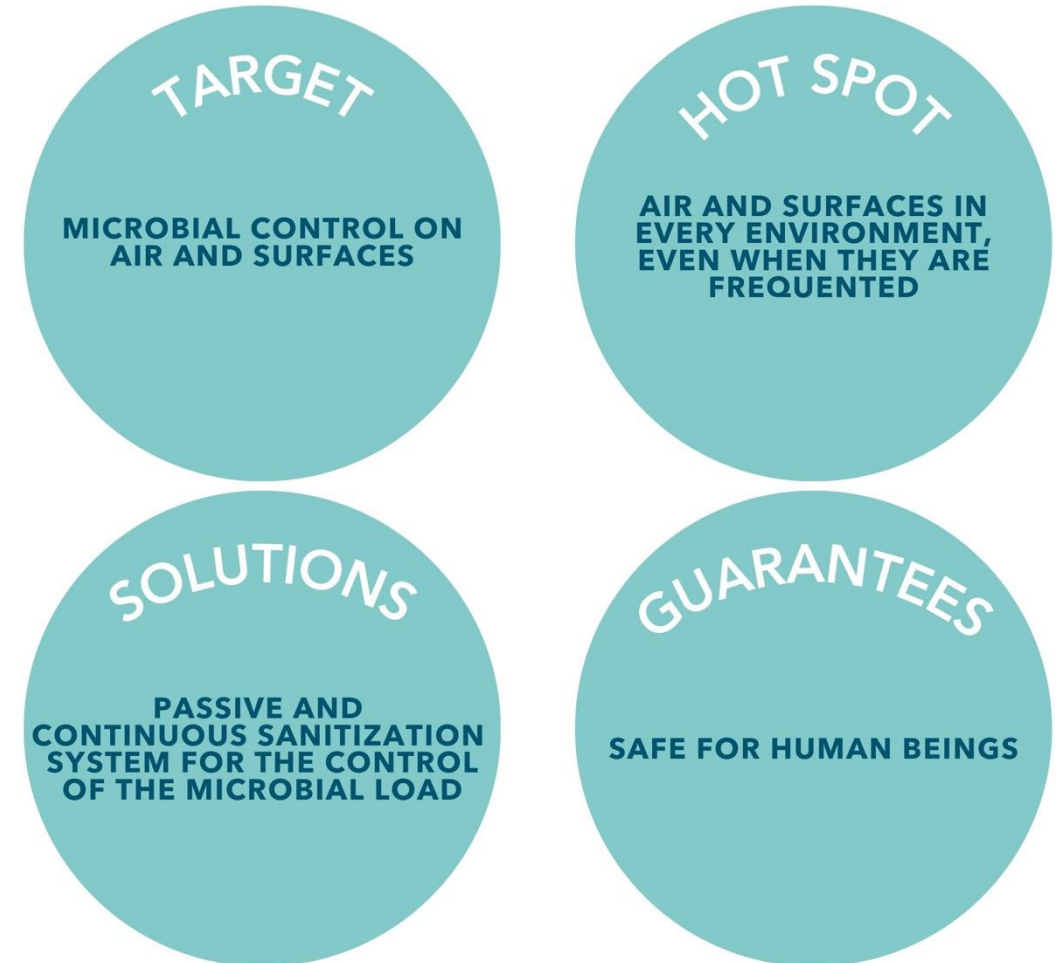 TARGET
MICROBIAL CONTROL ON
AIR AND SURFACES
HOT SPOT
AIR AND SURFACES IN
EVERY ENVIRONMENT,
EVEN WHEN THEY ARE
FREQUENTED
SOLUTIONS
PASSIVE AND
CONTINUOUS SANITIZATION
SYSTEM FOR THE CONTROL
OF THE MICROBIAL LOAD
GUARANTEES
SAFE FOR HUMAN BEINGS